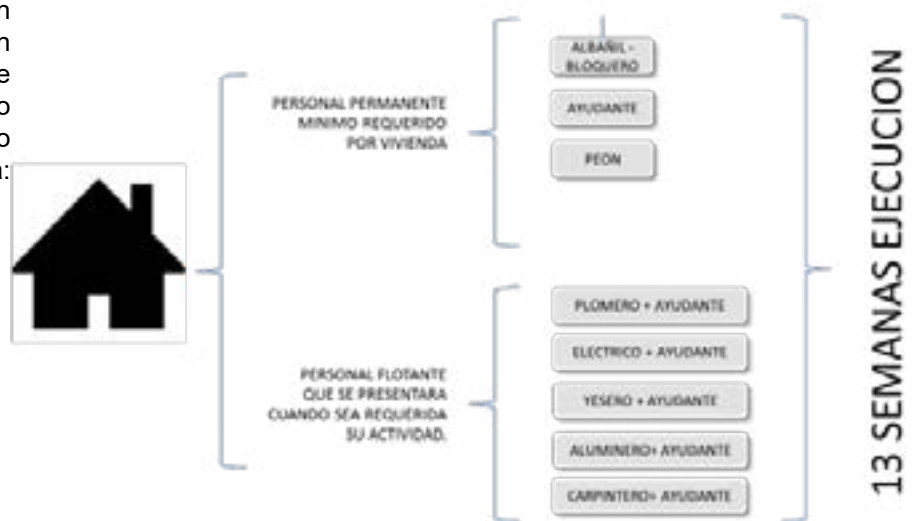 n
n
e
o
o
a:
PERSONAL PERMANENTE
MINIMO REQUERIDO
POR VIVIENDA
ALBAÑIL -
BLOQUERO
AYUDANTE
PEON
PERSONAL FLOTANTE
QUE SE PRESENTARA
CUANDO SEA REQUERIDA
SU ACTIVIDAD.
PLOMERO + AYUDANTE
ELECTRICO + AYUDANTE
YESERO + AYUDANTE
ALUMINERO+ AYUDANTE
CARPINTERO+ AYUDANTE
13 SEMANAS EJECUCION